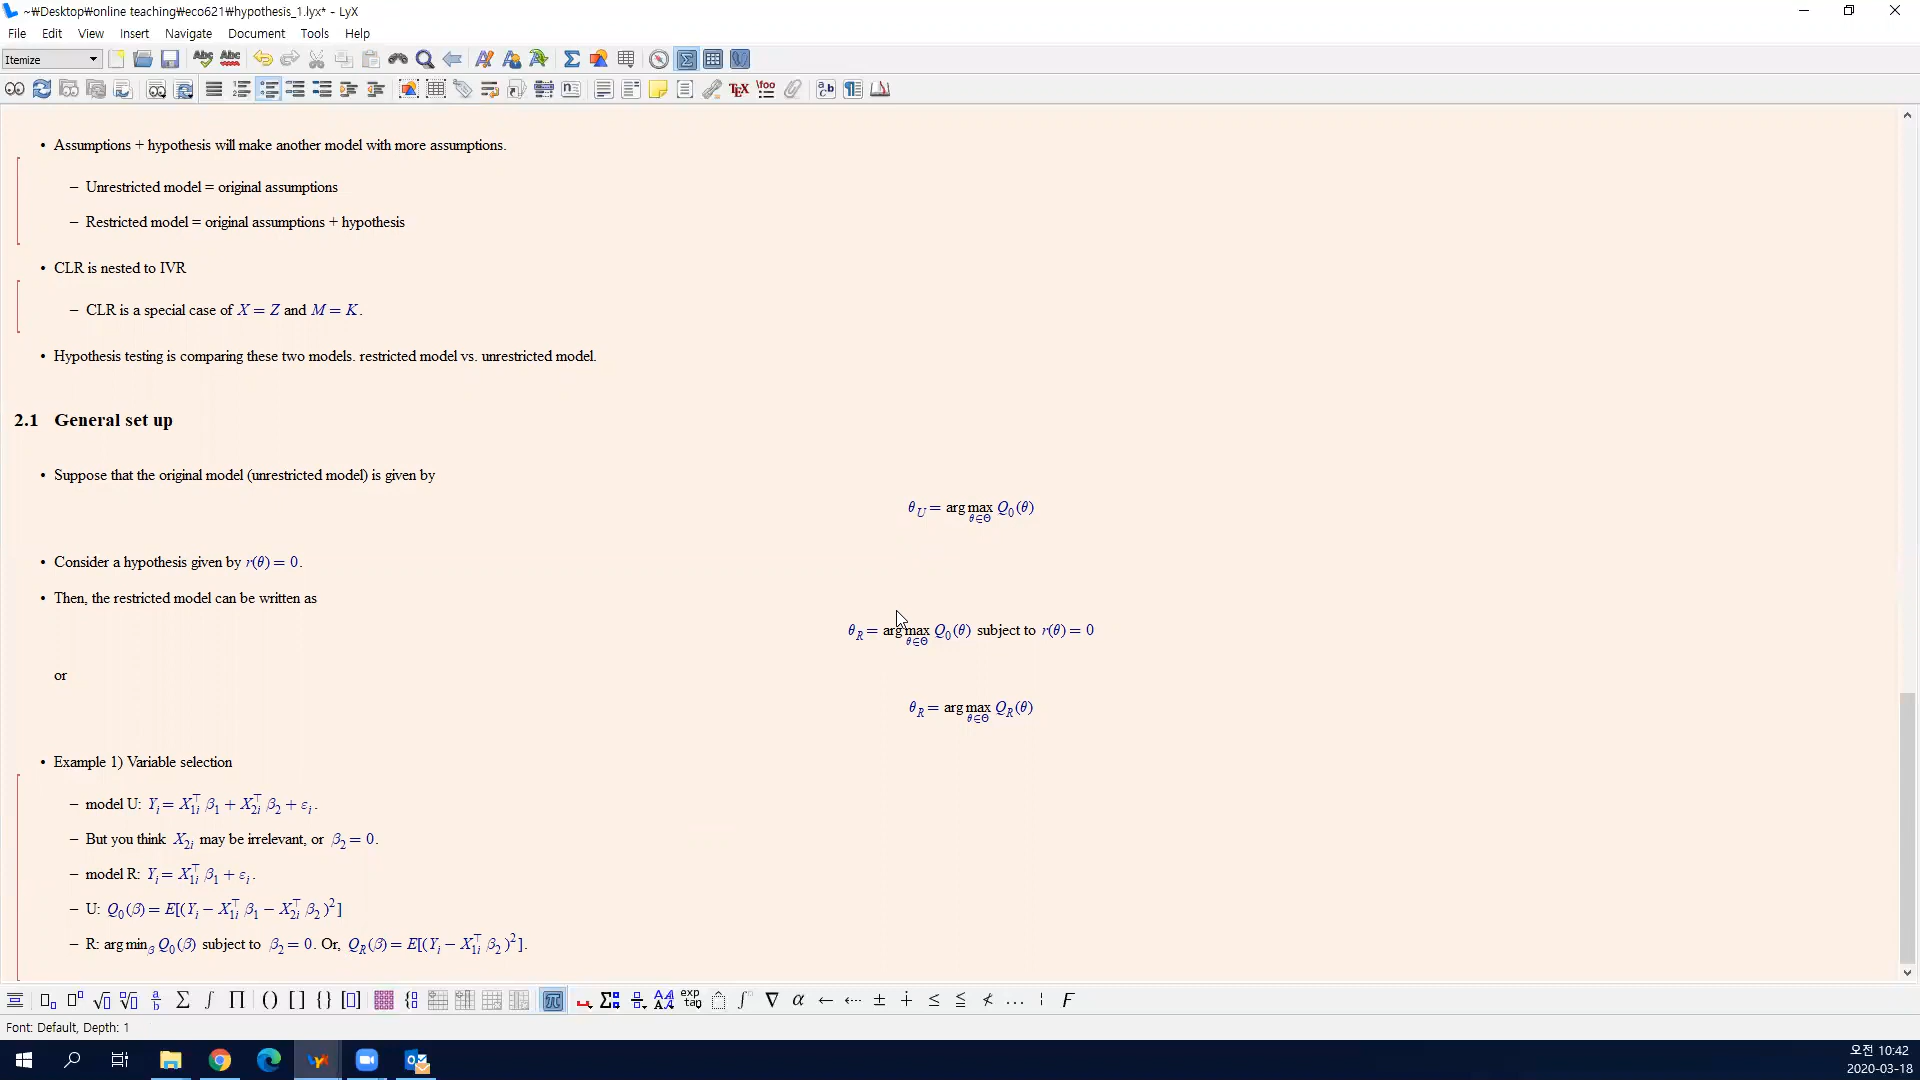 ~₩Desktop₩online teaching₩eco621₩hypothesis_1.lyx* - LyX
File Edit View Insert Navigate Document Tools Help
Itemize
• Assumptions + hypothesis will make another model with more assumptions.
– Unrestricted model = original assumptions
– Restricted model = original assumptions + hypothesis
• CLR is nested to IVR
– CLR is a special case of X = Z and M = K.
• Hypothesis testing is comparing these two models. restricted model vs. unrestricted model.
2.1 General set up
• Suppose that the original model (unrestricted model) is given by
θ_U = arg max_{θ∈Θ} Q_0(θ)
• Consider a hypothesis given by r(θ) = 0.
• Then, the restricted model can be written as
θ_R = arg max_{θ∈Θ} Q_0(θ) subject to r(θ) = 0
or
θ_R = arg max_{θ∈Θ} Q_R(θ)
• Example 1) Variable selection
– model U: Y_i = X_{1i}^⊤ β_1 + X_{2i}^⊤ β_2 + ε_i.
– But you think X_{2i} may be irrelevant, or β_2 = 0.
– model R: Y_i = X_{1i}^⊤ β_1 + ε_i.
– U: Q_0(β) = E[(Y_i − X_{1i}^⊤ β_1 − X_{2i}^⊤ β_2)^2]
– R: arg min_β Q_0(β) subject to β_2 = 0. Or, Q_R(β) = E[(Y_i − X_{1i}^⊤ β_2)^2].
Font: Default, Depth: 1
오전 10:42
2020-03-18